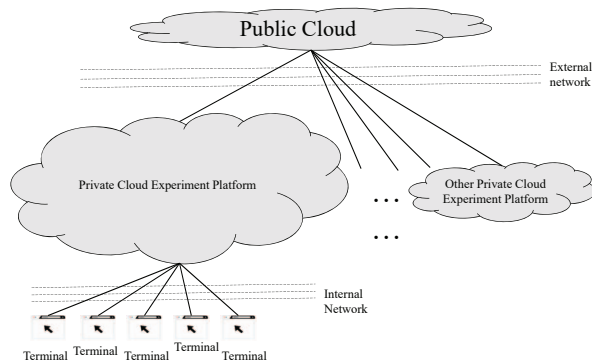 Public Cloud
External
network
Private Cloud Experiment Platform
Other Private Cloud
Experiment Platform
...
...
Internal
Network
Terminal
Terminal
Terminal
Terminal
Terminal